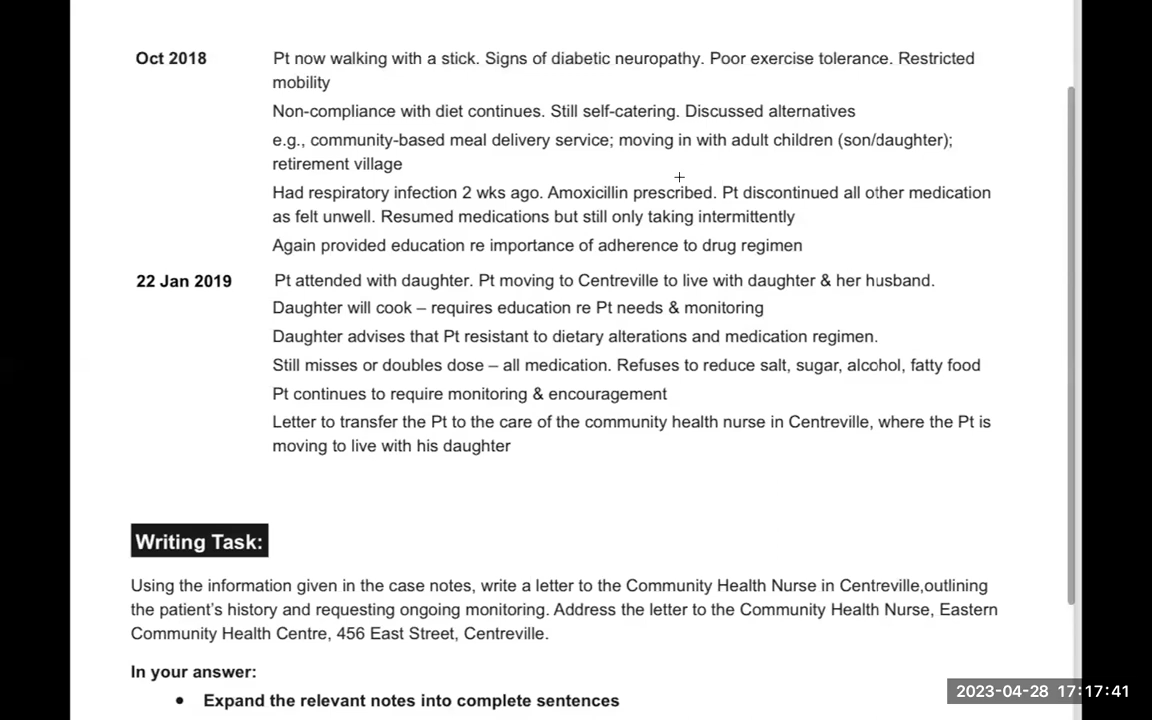 Oct 2018
Pt now walking with a stick. Signs of diabetic neuropathy. Poor exercise tolerance. Restricted
mobility
Non-compliance with diet continues. Still self-catering. Discussed alternatives
e.g., community-based meal delivery service; moving in with adult children (son/daughter);
retirement village
Had respiratory infection 2 wks ago. Amoxicillin prescribed. Pt discontinued all other medication
as felt unwell. Resumed medications but still only taking intermittently
Again provided education re importance of adherence to drug regimen
22 Jan 2019
Pt attended with daughter. Pt moving to Centreville to live with daughter & her husband.
Daughter will cook – requires education re Pt needs & monitoring
Daughter advises that Pt resistant to dietary alterations and medication regimen.
Still misses or doubles dose – all medication. Refuses to reduce salt, sugar, alcohol, fatty food
Pt continues to require monitoring & encouragement
Letter to transfer the Pt to the care of the community health nurse in Centreville, where the Pt is
moving to live with his daughter
Writing Task:
Using the information given in the case notes, write a letter to the Community Health Nurse in Centreville,outlining
the patient's history and requesting ongoing monitoring. Address the letter to the Community Health Nurse, Eastern
Community Health Centre, 456 East Street, Centreville.
In your answer:
• Expand the relevant notes into complete sentences
2023-04-28 17:17:41